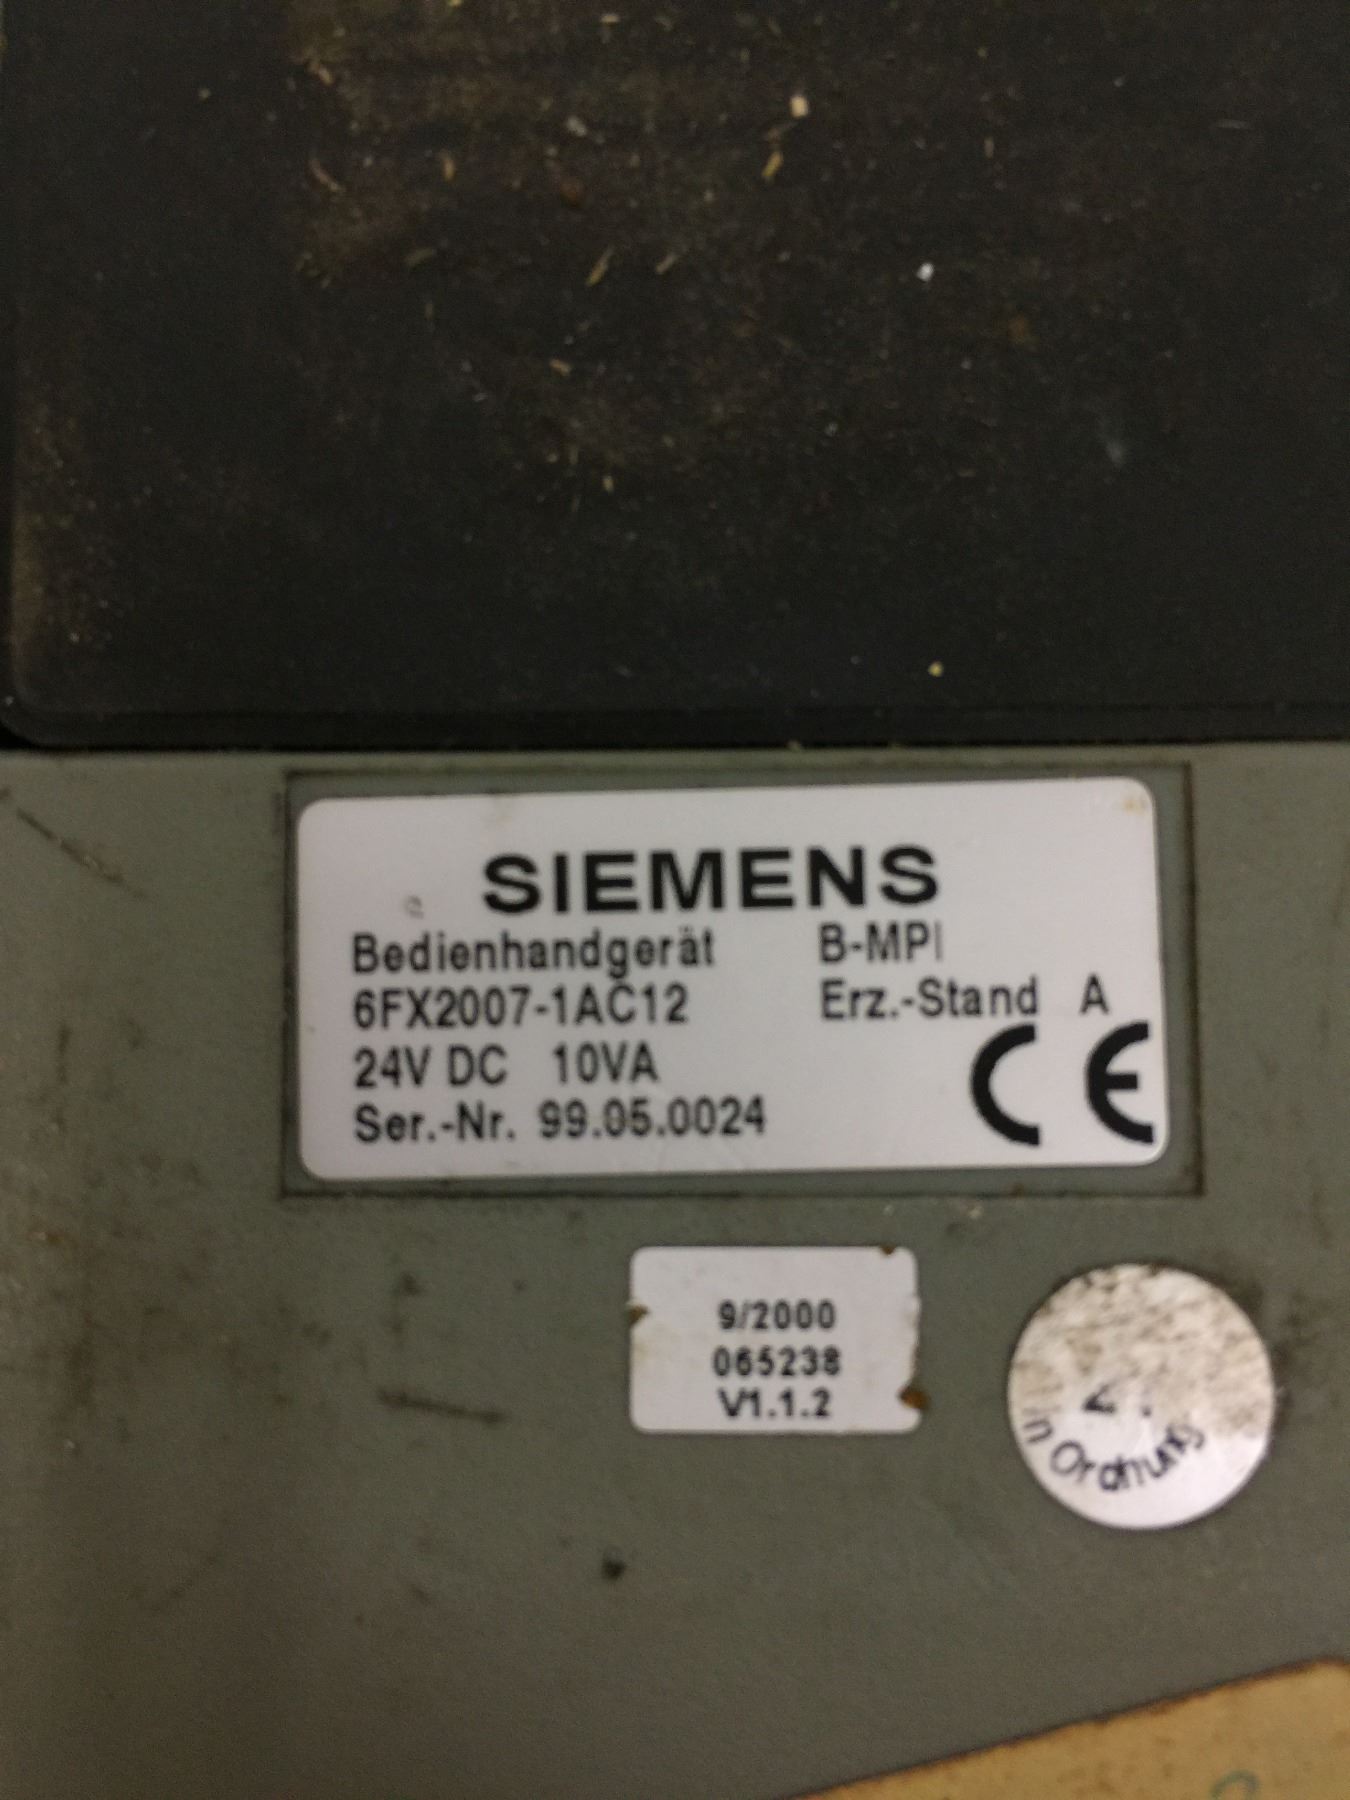 SIEMENS
Bedienhandgerät B-MPI
6FX2007-1AC12 Erz.-Stand A
24V DC 10VA
Ser.-Nr. 99.05.0024
CE
9/2000
065238
V1.1.2
in Ordnung